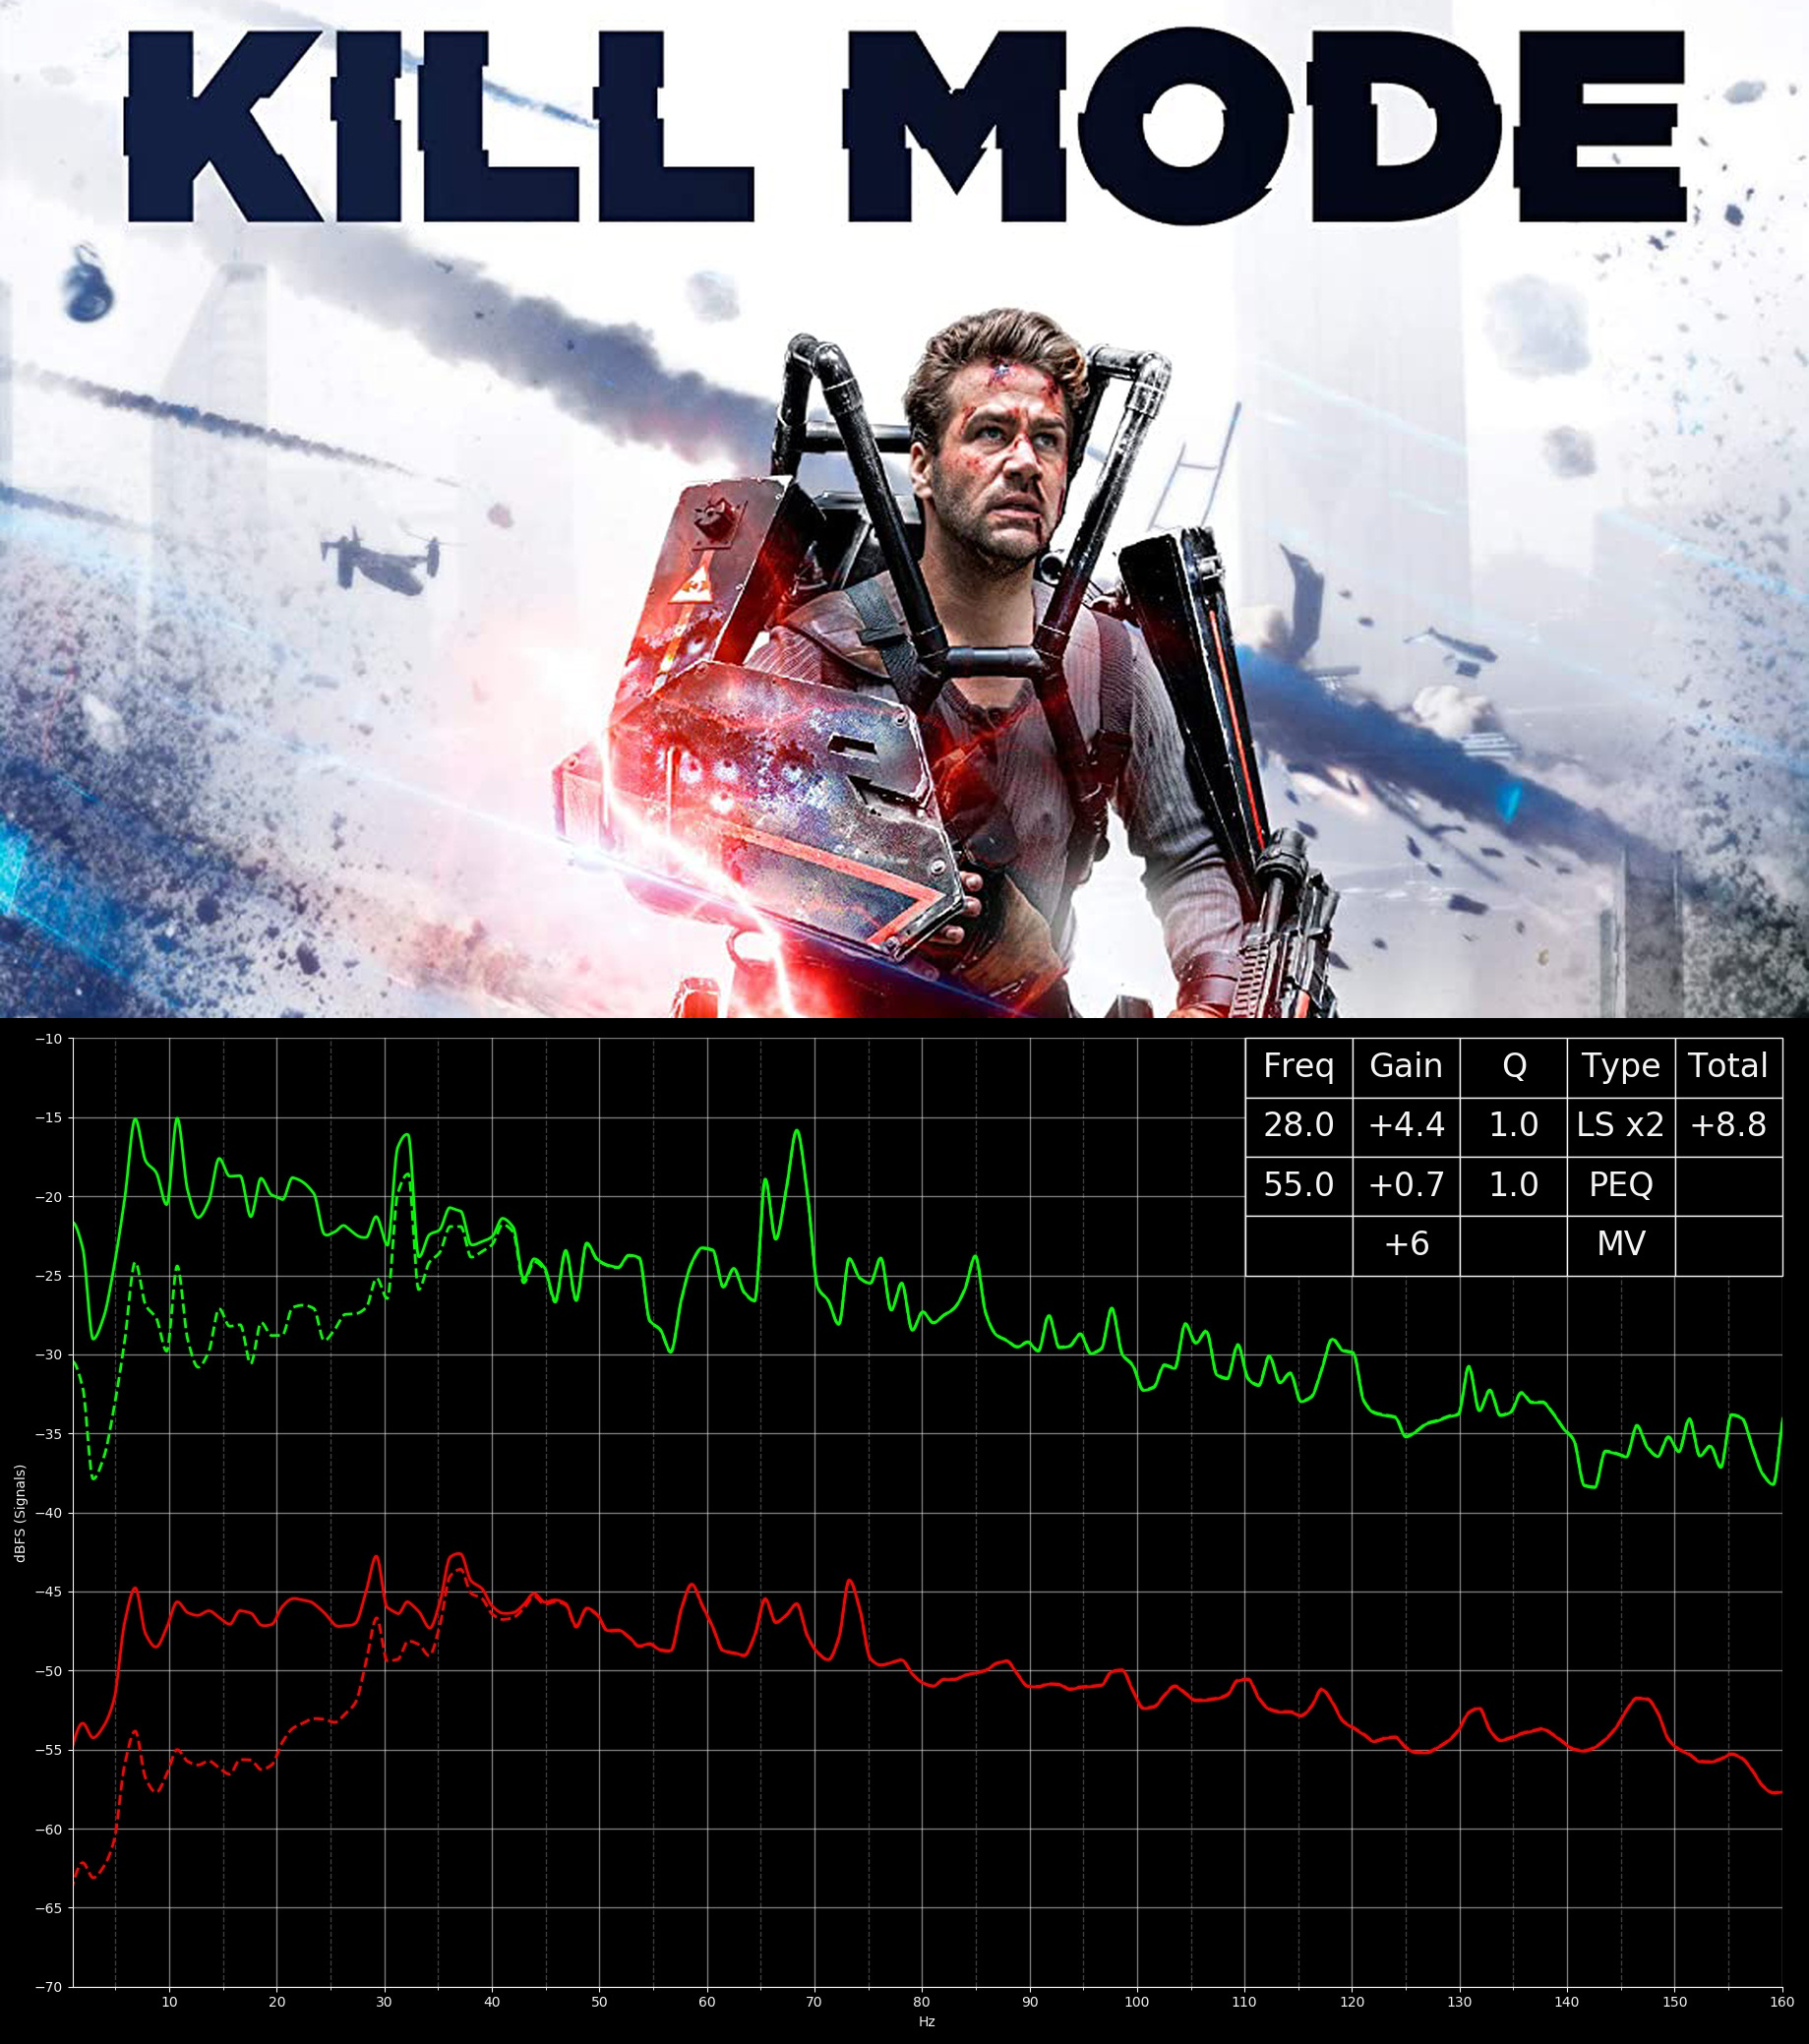 KILL MODE
Freq Gain Q Type Total
28.0 +4.4 1.0 LS x2 +8.8
55.0 +0.7 1.0 PEQ
+6 MV
−10
−15
−20
−25
−30
−35
−40
−45
−50
−55
−60
−65
−70
dBFS (Signals)
10 20 30 40 50 60 70 80 90 100 110 120 130 140 150 160
Hz